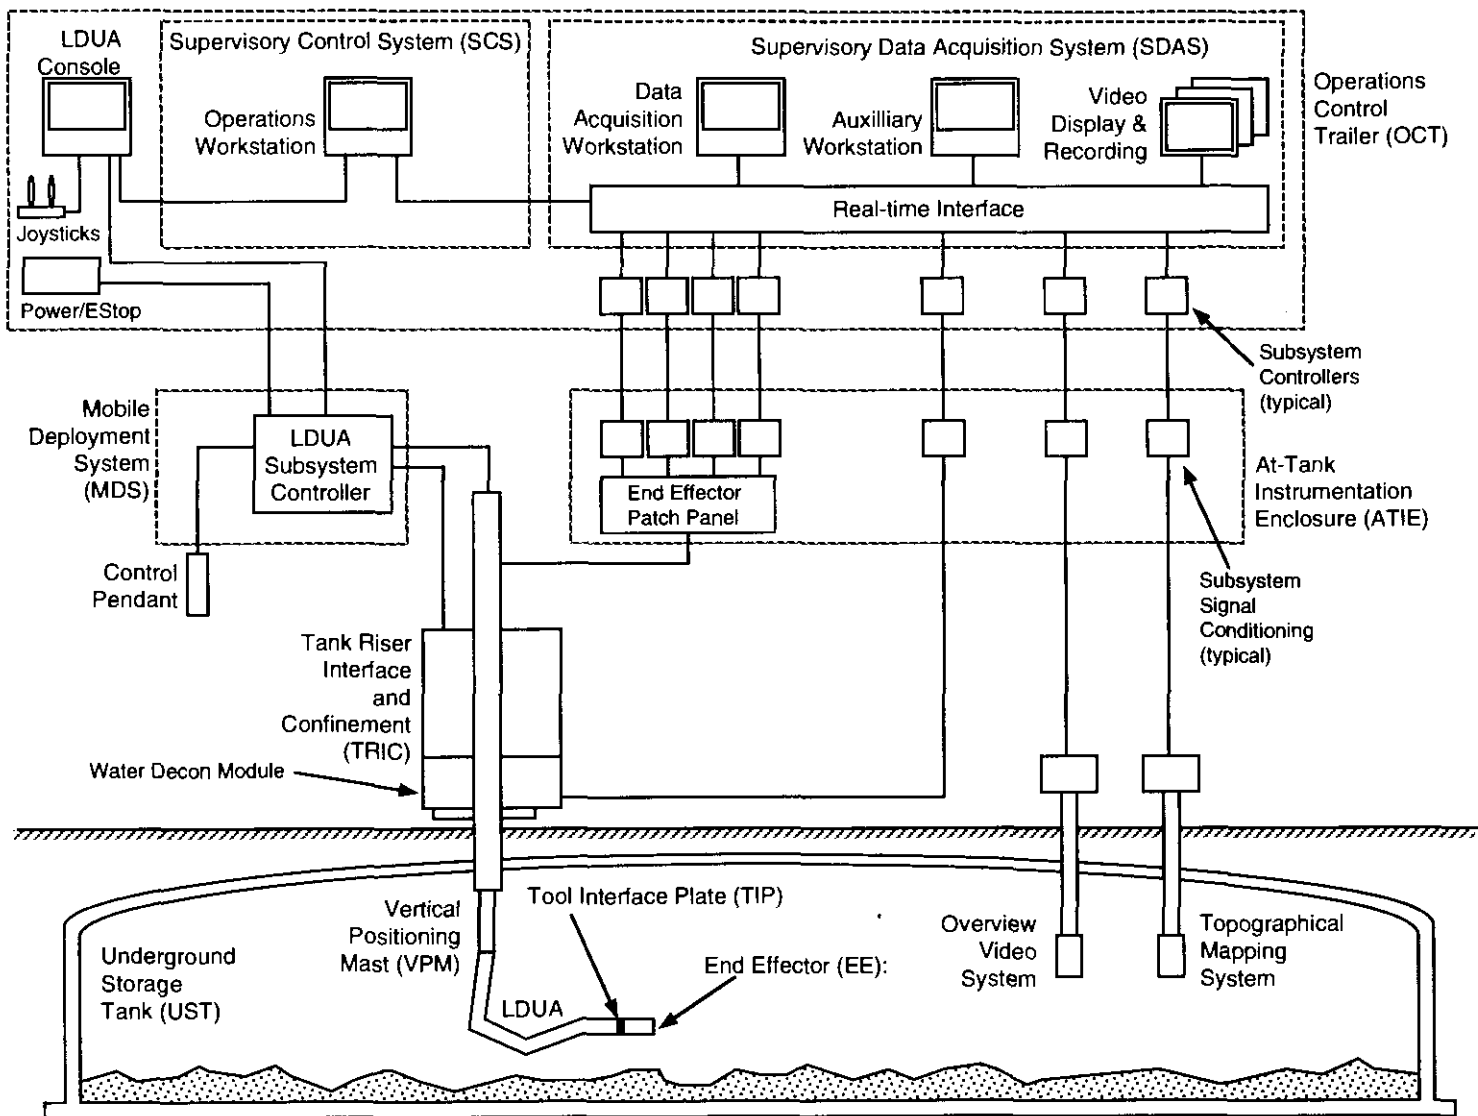 LDUA
Console
Supervisory Control System (SCS)
Supervisory Data Acquisition System (SDAS)
Operations
Workstation
Data
Acquisition
Workstation
Auxilliary
Workstation
Video
Display &
Recording
Operations
Control
Trailer (OCT)
Joysticks
Real-time Interface
Power/EStop
Subsystem
Controllers
(typical)
Mobile
Deployment
System
(MDS)
LDUA
Subsystem
Controller
End Effector
Patch Panel
At-Tank
Instrumentation
Enclosure (ATIE)
Control
Pendant
Subsystem
Signal
Conditioning
(typical)
Tank Riser
Interface
and
Confinement
(TRIC)
Water Decon Module
Vertical
Positioning
Mast (VPM)
Tool Interface Plate (TIP)
End Effector (EE):
Overview
Video
System
Topographical
Mapping
System
Underground
Storage
Tank (UST)
LDUA